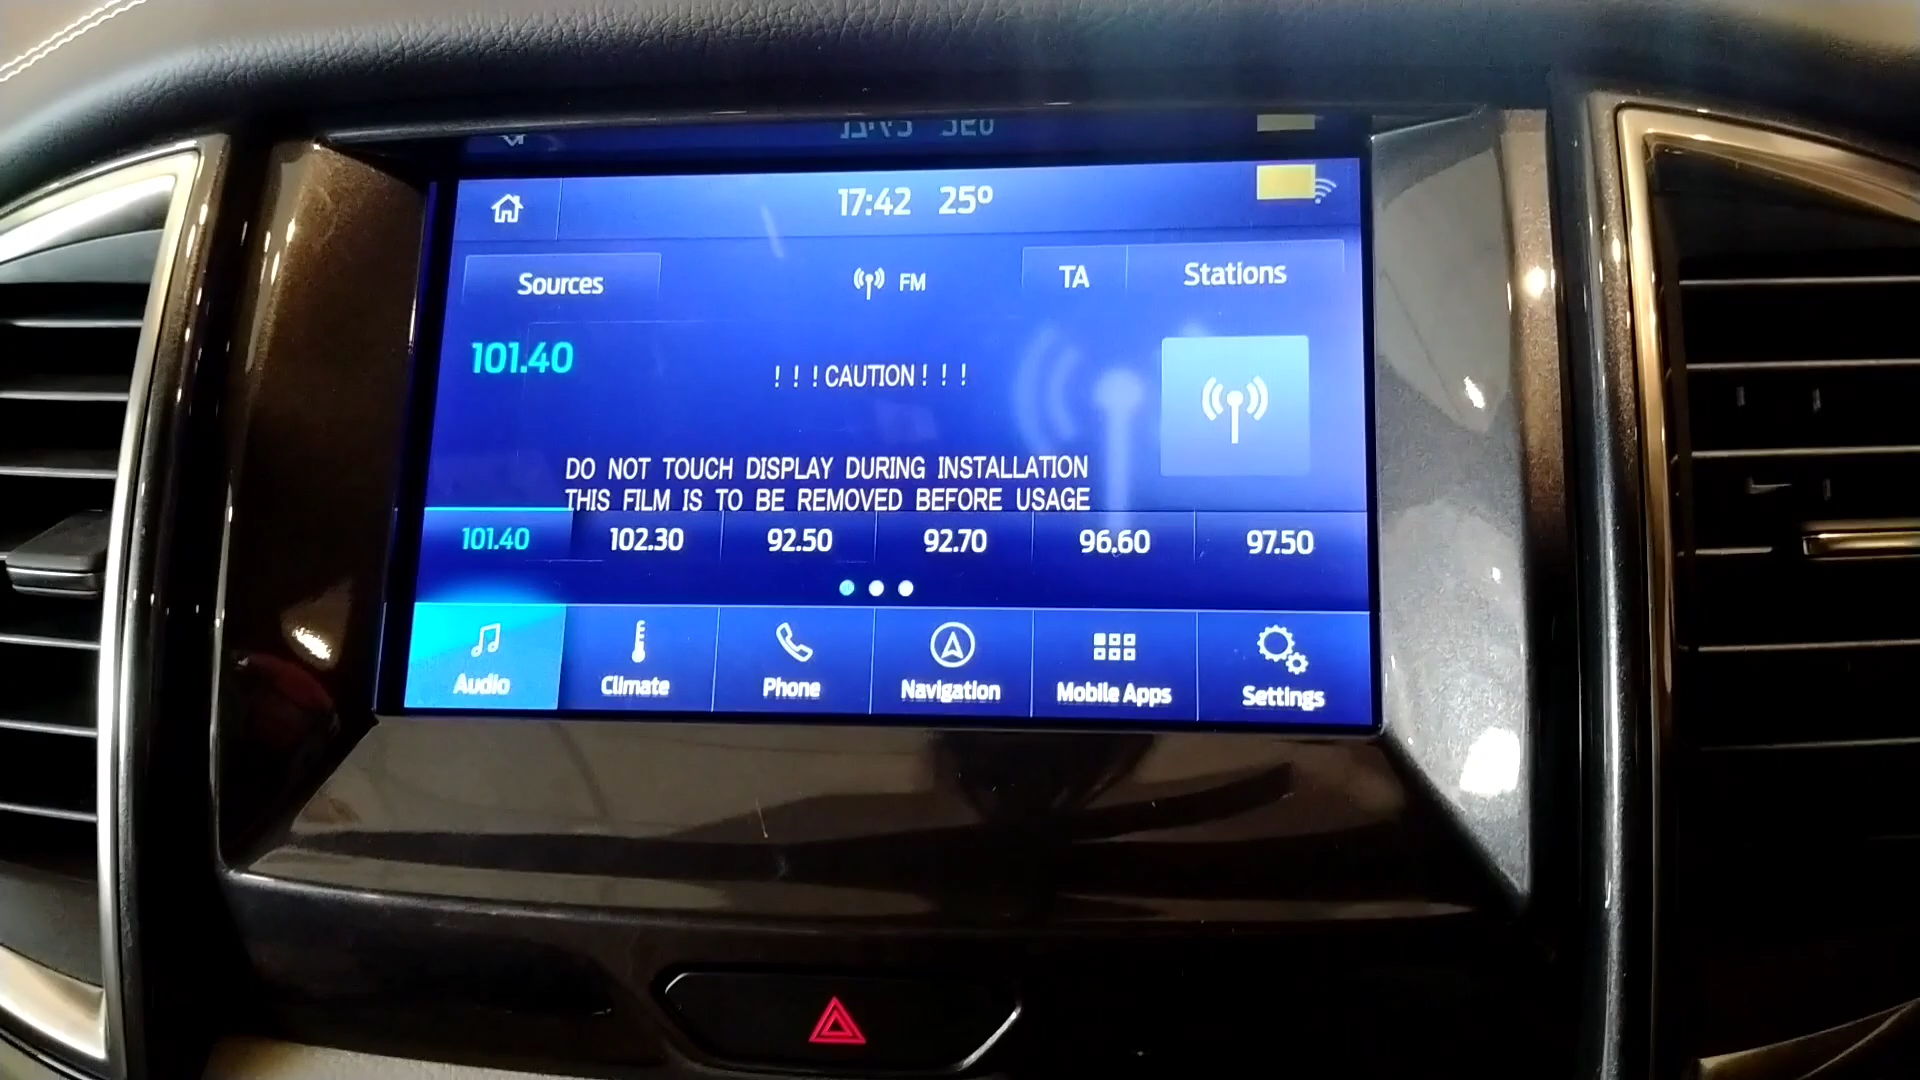 17:42 25°
Sources FM TA Stations
101.40
!!!CAUTION!!!
DO NOT TOUCH DISPLAY DURING INSTALLATION
THIS FILM IS TO BE REMOVED BEFORE USAGE
101.40 102.30 92.50 92.70 96.60 97.50
Audio Climate Phone Navigation Mobile Apps Settings